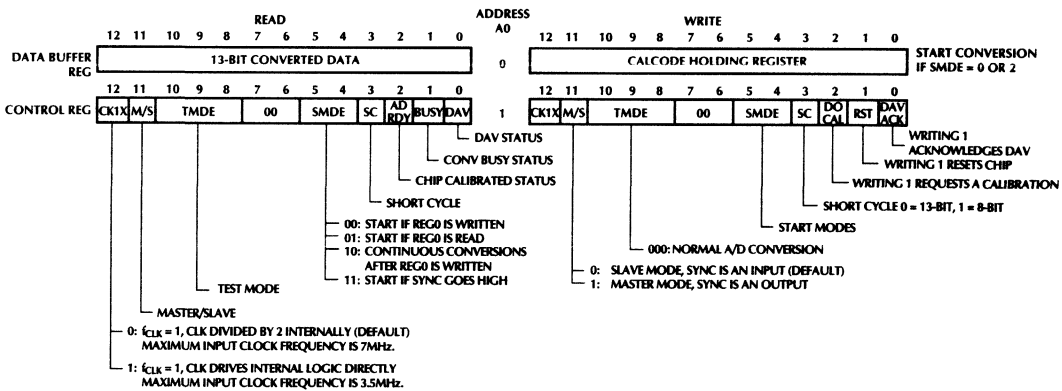 READ ADDRESS A0 WRITE
12 11 10 9 8 7 6 5 4 3 2 1 0 12 11 10 9 8 7 6 5 4 3 2 1 0
DATA BUFFER REG 13-BIT CONVERTED DATA 0 CALCODE HOLDING REGISTER START CONVERSION IF SMDE = 0 OR 2
10 9 8 7 6 5 4 3 2 1 0 10 9 8 7 6 5 4 3 2 1 0
CONTROL REG CK1X M/S TMDE 00 SMDE SC AD RDY BUSY DAV 1 CK1X M/S TMDE 00 SMDE SC DO CAL RST DAV ACK
DAV STATUS
CONV BUSY STATUS
CHIP CALIBRATED STATUS
SHORT CYCLE
00: START IF REG0 IS WRITTEN
01: START IF REG0 IS READ
10: CONTINUOUS CONVERSIONS
AFTER REG0 IS WRITTEN
11: START IF SYNC GOES HIGH
TEST MODE
MASTER/SLAVE
0: fCLK = 1, CLK DIVIDED BY 2 INTERNALLY (DEFAULT)
MAXIMUM INPUT CLOCK FREQUENCY IS 7MHz.
1: fCLK = 1, CLK DRIVES INTERNAL LOGIC DIRECTLY
MAXIMUM INPUT CLOCK FREQUENCY IS 3.5MHz.
WRITING 1
ACKNOWLEDGES DAV
WRITING 1 RESETS CHIP
WRITING 1 REQUESTS A CALIBRATION
SHORT CYCLE 0 = 13-BIT, 1 = 8-BIT
START MODES
000: NORMAL A/D CONVERSION
0: SLAVE MODE, SYNC IS AN INPUT (DEFAULT)
1: MASTER MODE, SYNC IS AN OUTPUT